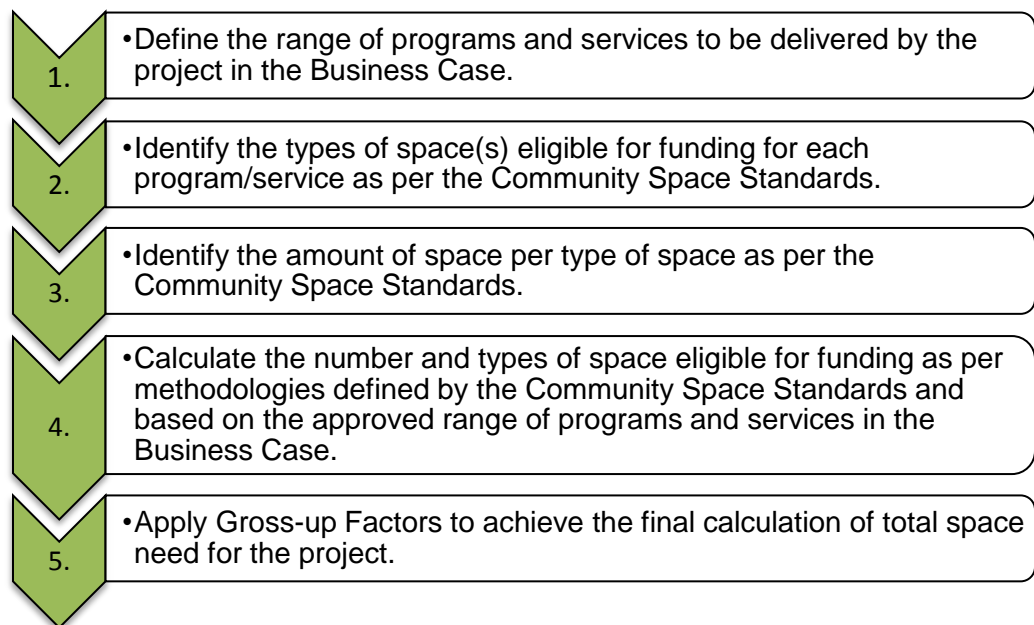 1.
•Define the range of programs and services to be delivered by the
project in the Business Case.
2.
•Identify the types of space(s) eligible for funding for each
program/service as per the Community Space Standards.
3.
•Identify the amount of space per type of space as per the
Community Space Standards.
4.
•Calculate the number and types of space eligible for funding as per
methodologies defined by the Community Space Standards and
based on the approved range of programs and services in the
Business Case.
5.
•Apply Gross-up Factors to achieve the final calculation of total space
need for the project.